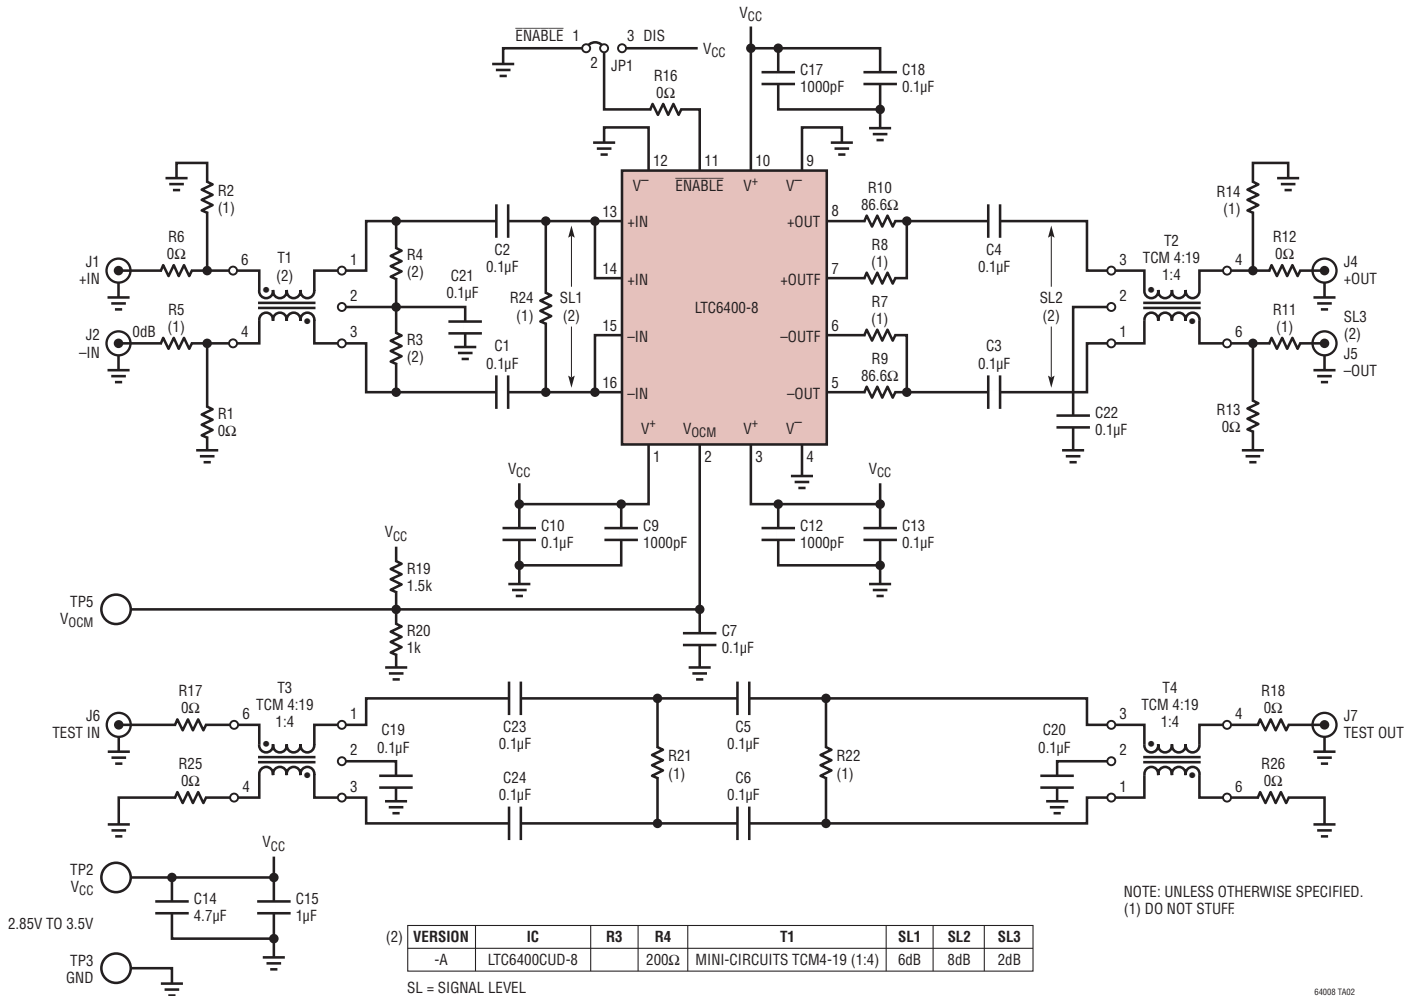 VCC
ENABLE 1
3 DIS
VCC
2
JP1
R16
0Ω
C17
1000pF
C18
0.1µF
12
11
10
9
V–
ENABLE
V+
V–
R2
(1)
R6
0Ω
J1
+IN
6
T1
(2)
1
R4
(2)
C2
0.1µF
13
+IN
14
+IN
C21
0.1µF
2
R24
(1)
SL1
(2)
LTC6400-8
J2
–IN
0dB
R5
(1)
4
3
R3
(2)
C1
0.1µF
15
–IN
16
–IN
R1
0Ω
+OUT
8
R10
86.6Ω
R8
(1)
+OUTF
7
R7
(1)
–OUTF
6
R9
86.6Ω
–OUT
5
C4
0.1µF
SL2
(2)
C3
0.1µF
3
2
1
T2
TCM 4:19
1:4
4
6
R14
(1)
R12
0Ω
J4
+OUT
R11
(1)
SL3
(2)
J5
–OUT
R13
0Ω
C22
0.1µF
V+
VOCM
V+
V–
1
2
3
4
VCC
VCC
C10
0.1µF
C9
1000pF
C12
1000pF
C13
0.1µF
VCC
R19
1.5k
TP5
VOCM
R20
1k
C7
0.1µF
J6
TEST IN
R17
0Ω
6
T3
TCM 4:19
1:4
1
C19
0.1µF
2
R25
0Ω
4
3
C23
0.1µF
C24
0.1µF
R21
(1)
C5
0.1µF
C6
0.1µF
R22
(1)
C20
0.1µF
3
2
1
T4
TCM 4:19
1:4
4
6
R18
0Ω
J7
TEST OUT
R26
0Ω
VCC
TP2
VCC
C14
4.7µF
C15
1µF
2.85V TO 3.5V
TP3
GND
NOTE: UNLESS OTHERWISE SPECIFIED.
(1) DO NOT STUFF.
(2) VERSION IC R3 R4 T1 SL1 SL2 SL3
-A LTC6400CUD-8 200Ω MINI-CIRCUITS TCM4-19 (1:4) 6dB 8dB 2dB
SL = SIGNAL LEVEL
64008 TA02